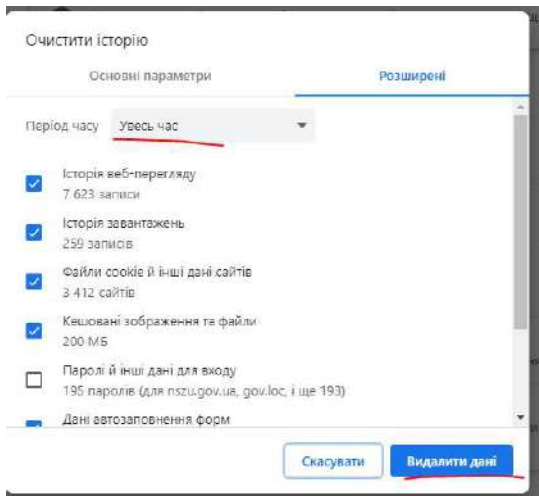 Очистити історію
Основні параметри
Розширені
Період часу Увесь час
Історія веб-перегляду
7 623 записи
Історія завантажень
259 записів
Файли cookie й інші дані сайтів
3 412 сайтів
Кешовані зображення та файли
200 МБ
Паролі й інші дані для входу
195 паролів (для nszu.gov.ua, gov.loc, і ще 193)
Дані автозаповнення форм
Скасувати
Видалити дані